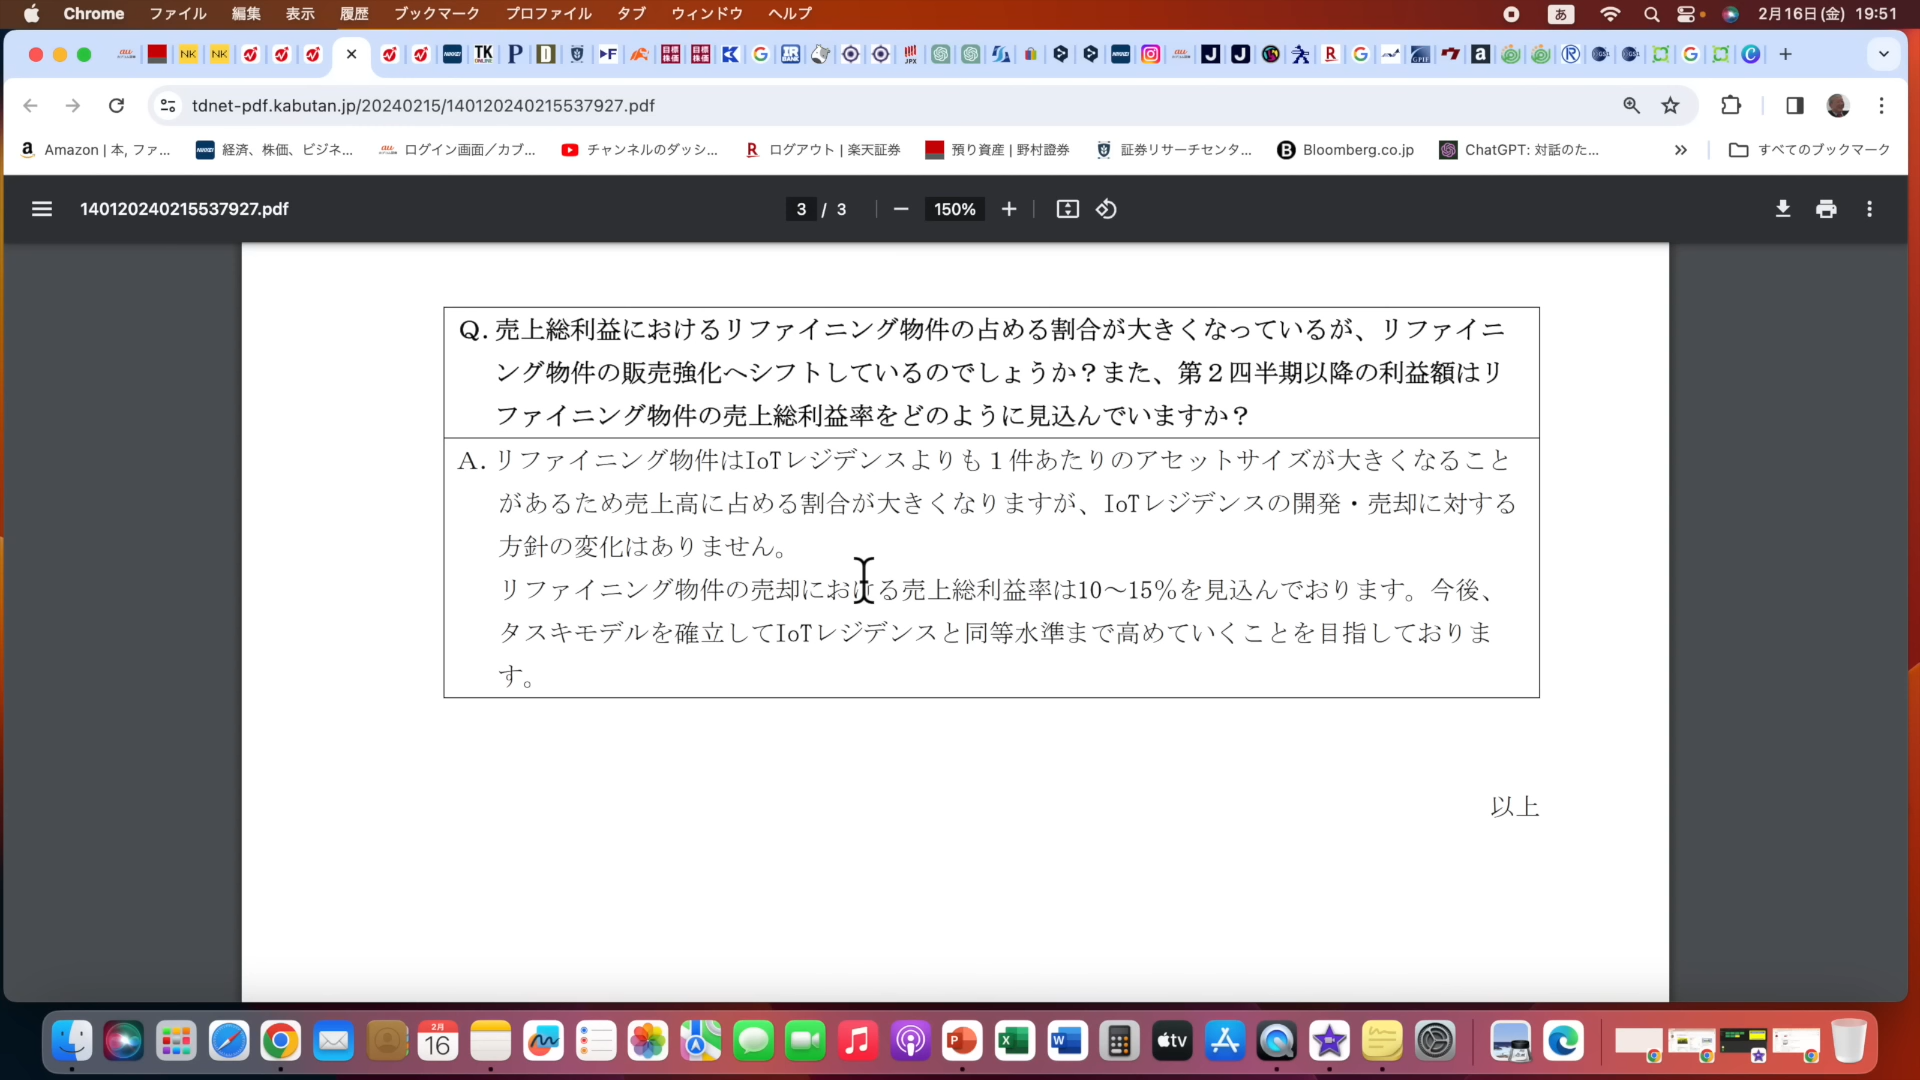 Chrome ファイル 編集 表示 履歴 ブックマーク プロファイル タブ ウィンドウ ヘルプ あ 2月16日(金) 19:51
tdnet-pdf.kabutan.jp/20240215/140120240215537927.pdf
Amazon | 本, ファ... 経済、株価、ビジネ... ログイン画面／カブ... チャンネルのダッシ... ログアウト | 楽天証券 預り資産 | 野村證券 証券リサーチセンタ... Bloomberg.co.jp ChatGPT: 対話のた... » すべてのブックマーク
140120240215537927.pdf 3 / 3 150%
Q. 売上総利益におけるリファイニング物件の占める割合が大きくなっているが、リファイニ
ング物件の販売強化へシフトしているのでしょうか？また、第２四半期以降の利益額はリ
ファイニング物件の売上総利益率をどのように見込んでいますか？
A. リファイニング物件はIoTレジデンスよりも１件あたりのアセットサイズが大きくなること
があるため売上高に占める割合が大きくなりますが、IoTレジデンスの開発・売却に対する
方針の変化はありません。
リファイニング物件の売却における売上総利益率は10～15％を見込んでおります。今後、
タスキモデルを確立してIoTレジデンスと同等水準まで高めていくことを目指しておりま
す。
以上
2月
16
tv